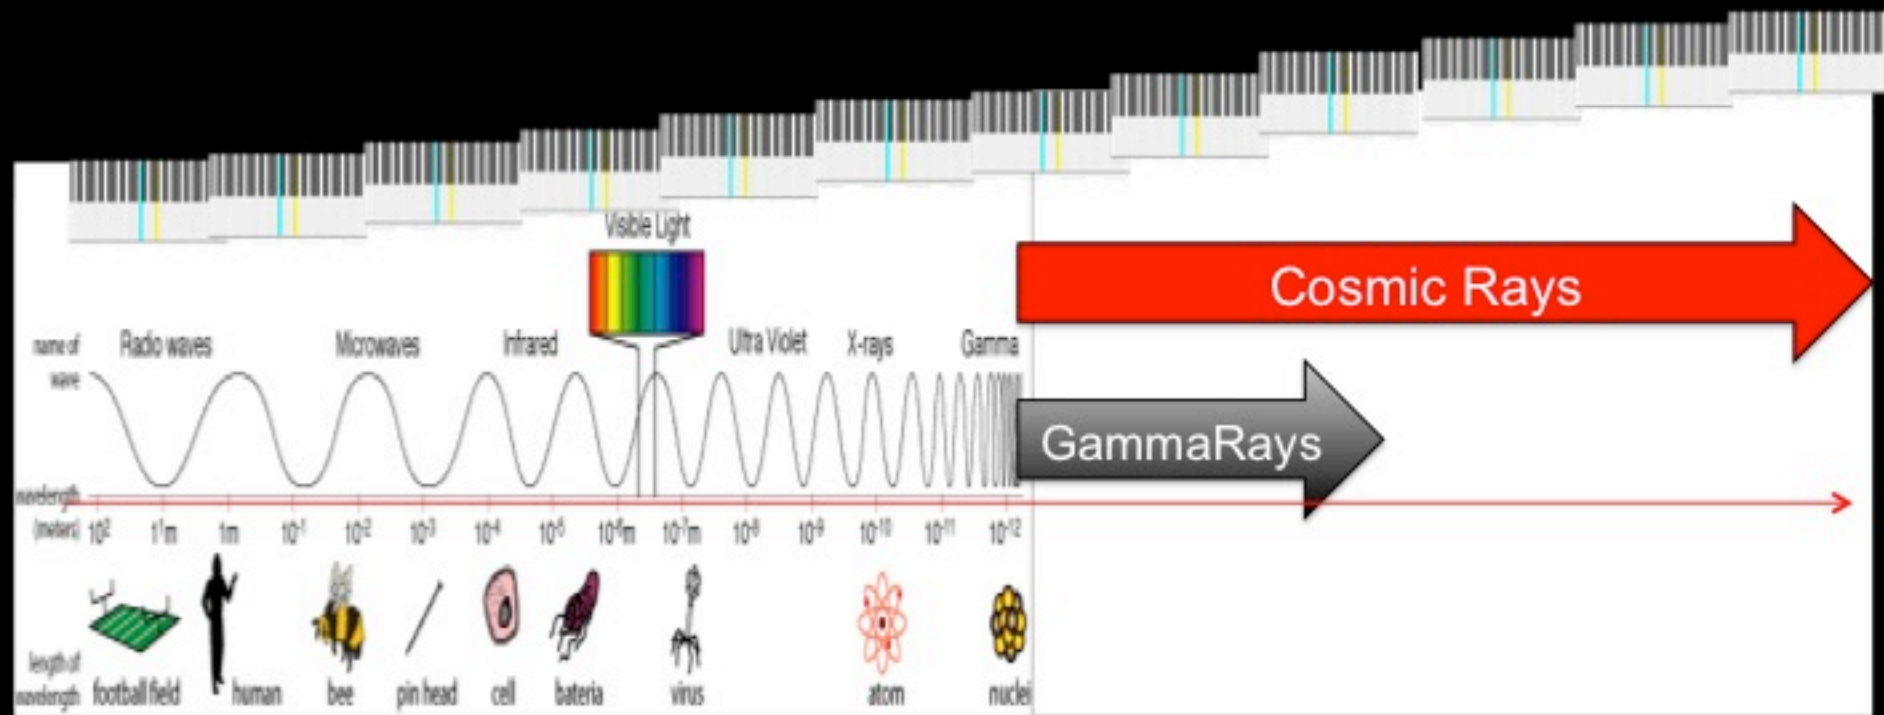 Visible Light
Cosmic Rays
name of wave
Radio waves
Microwaves
Infrared
Ultra Violet
X-rays
Gamma
GammaRays
wavelength
(meters)
10² 1¹m 1m 10⁻¹ 10⁻² 10⁻³ 10⁻⁴ 10⁻⁵ 10⁻⁶m 10⁻⁷m 10⁻⁸ 10⁻⁹ 10⁻¹⁰ 10⁻¹¹ 10⁻¹²
length of
wavelength
football field human bee pin head cell bateria virus atom nuclei